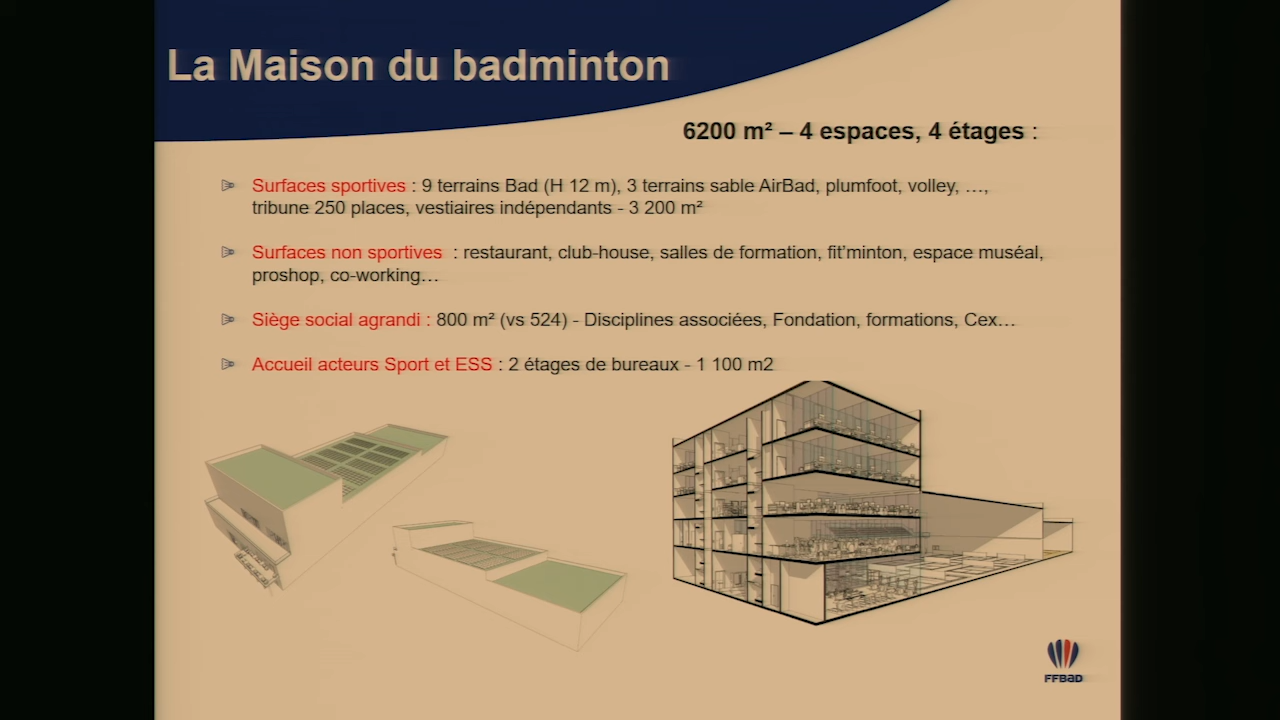 La Maison du badminton
6200 m² – 4 espaces, 4 étages :
Surfaces sportives : 9 terrains Bad (H 12 m), 3 terrains sable AirBad, plumfoot, volley, …,
tribune 250 places, vestiaires indépendants - 3 200 m²
Surfaces non sportives : restaurant, club-house, salles de formation, fit’minton, espace muséal,
proshop, co-working…
Siège social agrandi : 800 m² (vs 524) - Disciplines associées, Fondation, formations, Cex…
Accueil acteurs Sport et ESS : 2 étages de bureaux - 1 100 m2
FFBaD